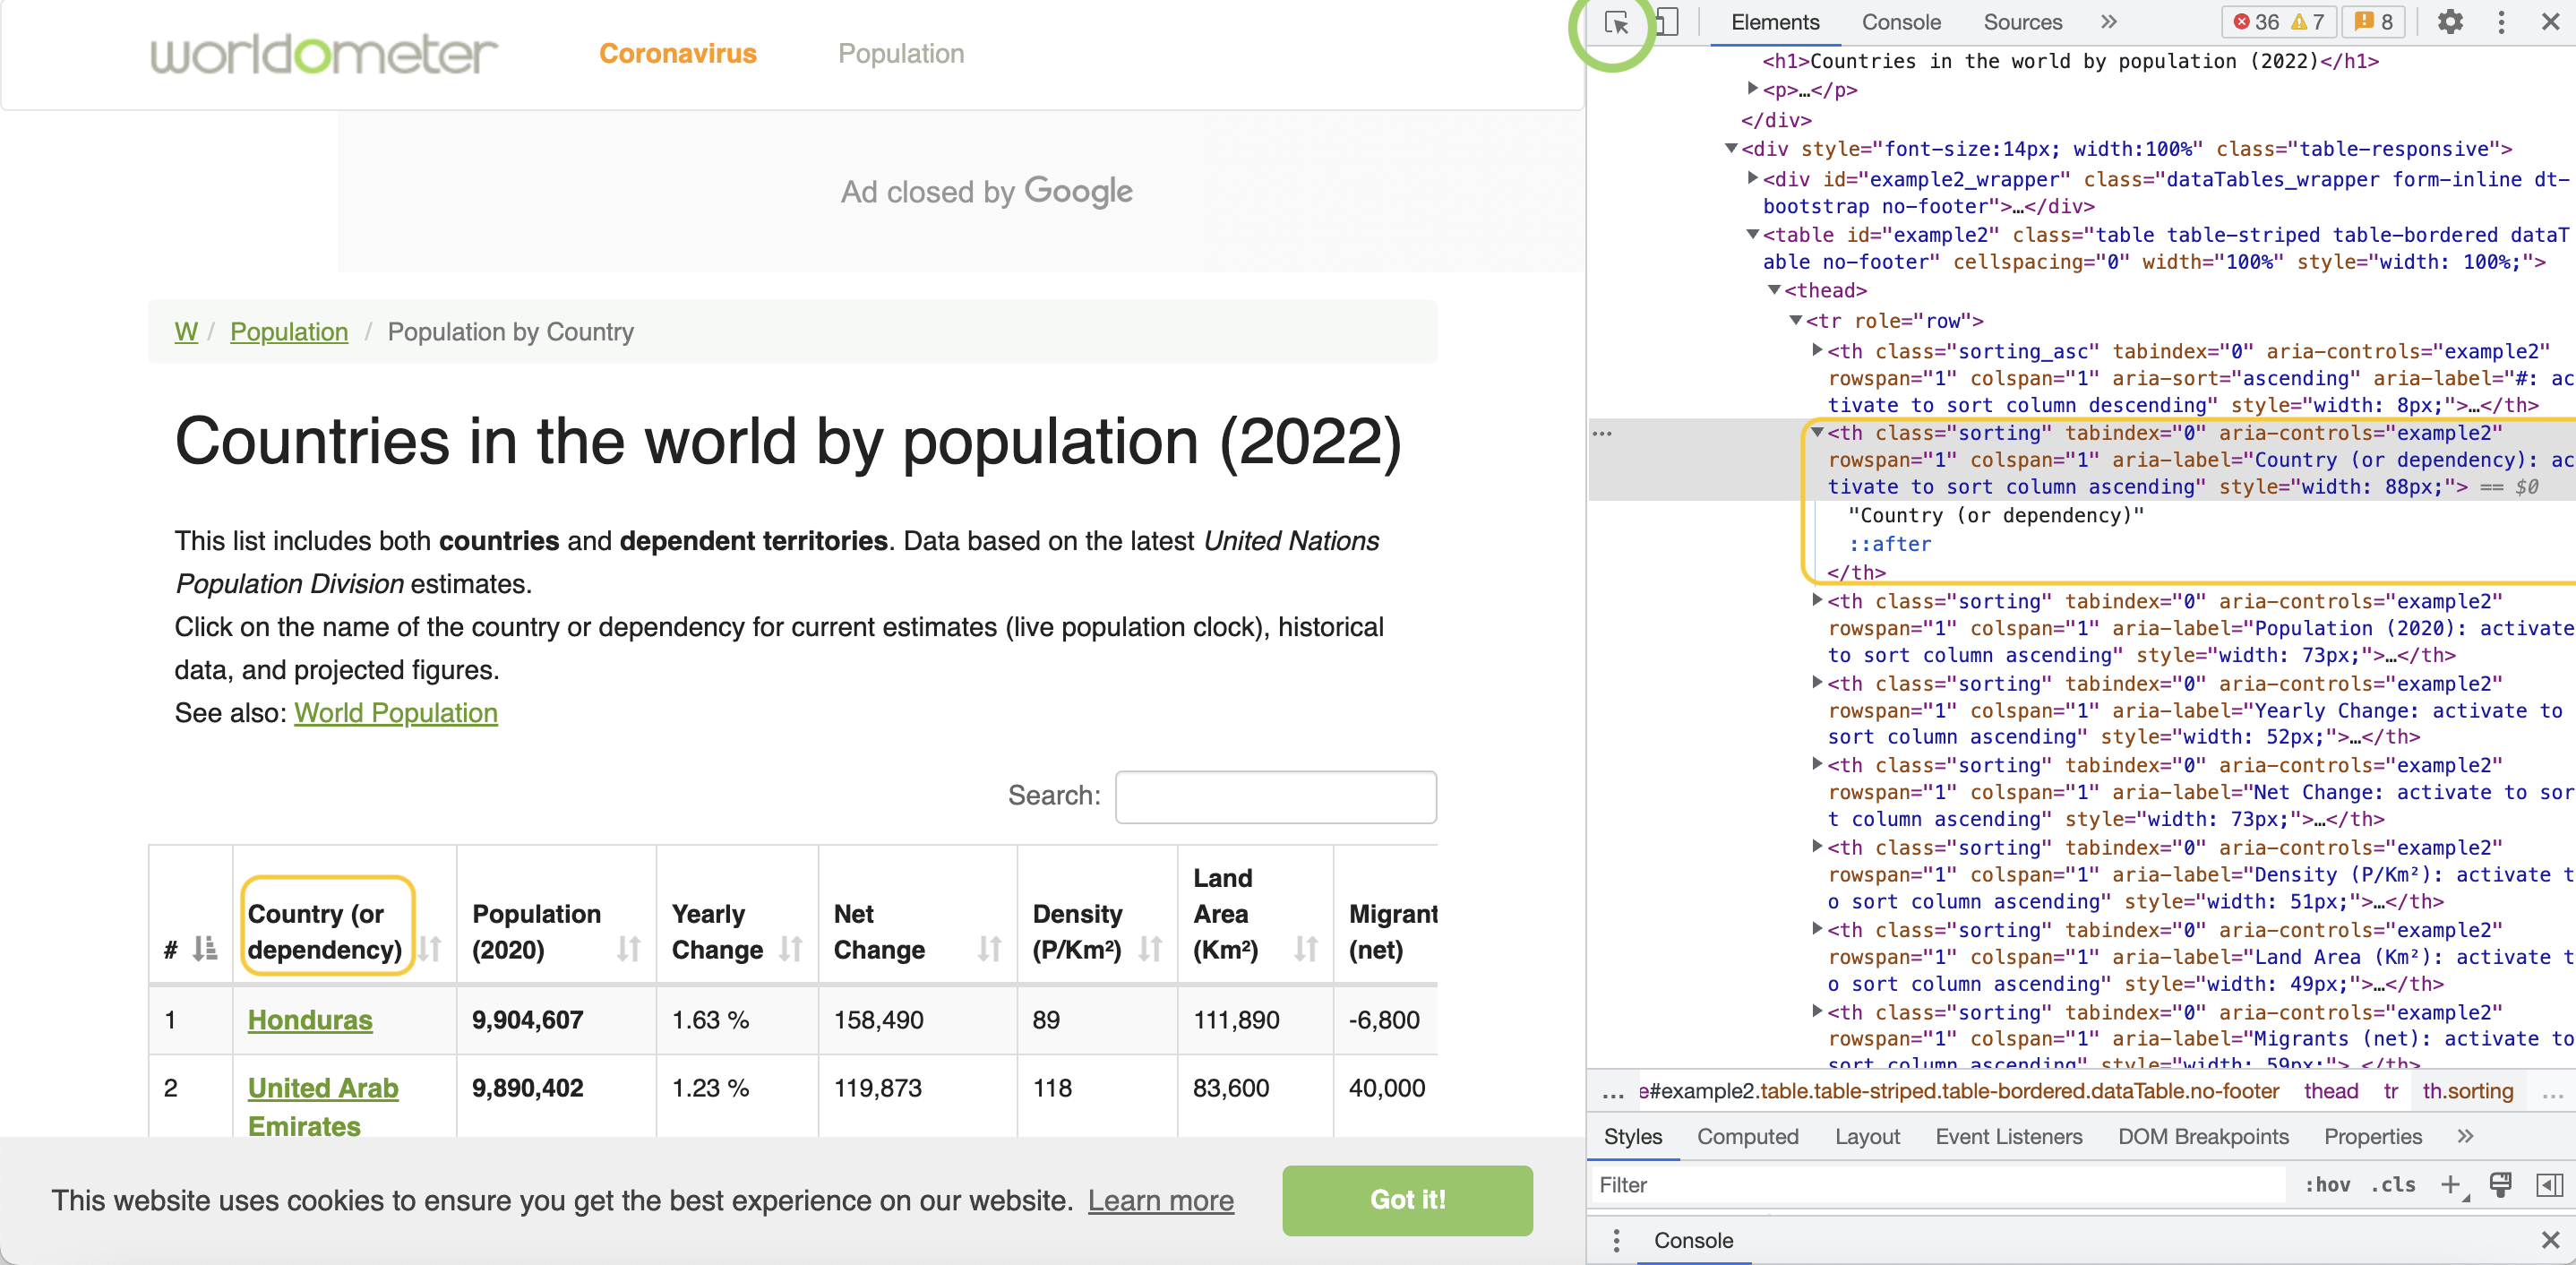 worldometer
Coronavirus
Population
Ad closed by Google
W / Population / Population by Country
Countries in the world by population (2022)
This list includes both countries and dependent territories. Data based on the latest United Nations
Population Division estimates.
Click on the name of the country or dependency for current estimates (live population clock), historical
data, and projected figures.
See also: World Population
Search:
# Country (or dependency) Population (2020) Yearly Change Net Change Density (P/Km²) Land Area (Km²) Migrant (net)
1 Honduras 9,904,607 1.63 % 158,490 89 111,890 -6,800
2 United Arab Emirates 9,890,402 1.23 % 119,873 118 83,600 40,000
This website uses cookies to ensure you get the best experience on our website. Learn more
Got it!
Elements Console Sources » 36 7 8
<h1>Countries in the world by population (2022)</h1>
<p>…</p>
</div>
<div style="font-size:14px; width:100%" class="table-responsive">
<div id="example2_wrapper" class="dataTables_wrapper form-inline dt-
bootstrap no-footer">…</div>
<table id="example2" class="table table-striped table-bordered dataT
able no-footer" cellspacing="0" width="100%" style="width: 100%;">
<thead>
<tr role="row">
<th class="sorting_asc" tabindex="0" aria-controls="example2"
rowspan="1" colspan="1" aria-sort="ascending" aria-label="#: ac
tivate to sort column descending" style="width: 8px;">…</th>
… <th class="sorting" tabindex="0" aria-controls="example2"
rowspan="1" colspan="1" aria-label="Country (or dependency): ac
tivate to sort column ascending" style="width: 88px;"> == $0
"Country (or dependency)"
::after
</th>
<th class="sorting" tabindex="0" aria-controls="example2"
rowspan="1" colspan="1" aria-label="Population (2020): activate
to sort column ascending" style="width: 73px;">…</th>
<th class="sorting" tabindex="0" aria-controls="example2"
rowspan="1" colspan="1" aria-label="Yearly Change: activate to
sort column ascending" style="width: 52px;">…</th>
<th class="sorting" tabindex="0" aria-controls="example2"
rowspan="1" colspan="1" aria-label="Net Change: activate to sor
t column ascending" style="width: 73px;">…</th>
<th class="sorting" tabindex="0" aria-controls="example2"
rowspan="1" colspan="1" aria-label="Density (P/Km²): activate t
o sort column ascending" style="width: 51px;">…</th>
<th class="sorting" tabindex="0" aria-controls="example2"
rowspan="1" colspan="1" aria-label="Land Area (Km²): activate t
o sort column ascending" style="width: 49px;">…</th>
<th class="sorting" tabindex="0" aria-controls="example2"
rowspan="1" colspan="1" aria-label="Migrants (net): activate to
sort column ascending" style="width: 59px;">…</th>
… e#example2.table.table-striped.table-bordered.dataTable.no-footer thead tr th.sorting …
Styles Computed Layout Event Listeners DOM Breakpoints Properties »
Filter :hov .cls +
Console